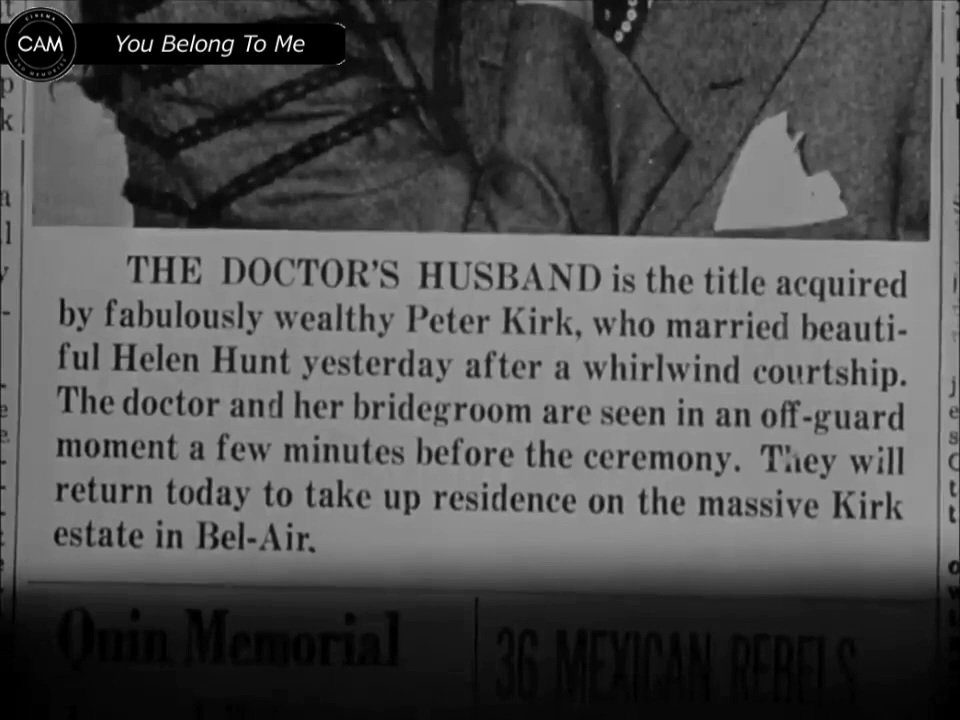 CINEMA
CAM
You Belong To Me
THE DOCTOR'S HUSBAND is the title acquired
by fabulously wealthy Peter Kirk, who married beauti-
ful Helen Hunt yesterday after a whirlwind courtship.
The doctor and her bridegroom are seen in an off-guard
moment a few minutes before the ceremony. They will
return today to take up residence on the massive Kirk
estate in Bel-Air.
Quin Memorial
36 MEXICAN REBELS